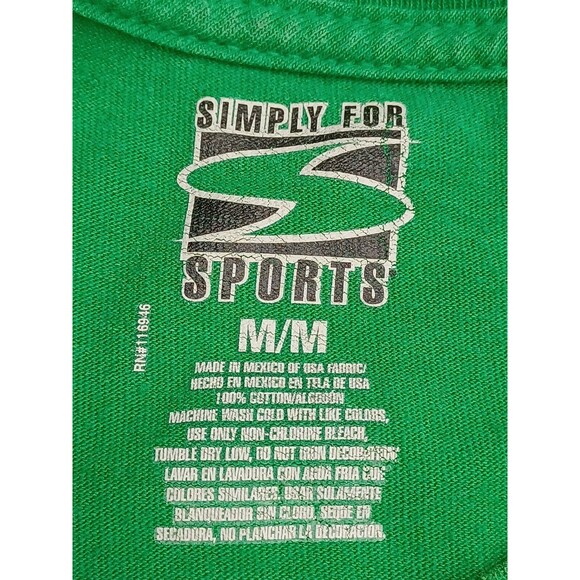 SIMPLY FOR
SPORTS
M/M
RN#116946
MADE IN MEXICO OF USA FABRIC/
HECHO EN MEXICO EN TELA DE USA
100% COTTON/ALGODON
MACHINE WASH COLD WITH LIKE COLORS,
USE ONLY NON-CHLORINE BLEACH,
TUMBLE DRY LOW, DO NOT IRON DECORATION/
LAVAR EN LAVADORA CON AGUA FRIA CON
COLORES SIMILARES, USAR SOLAMENTE
BLANQUEADOR SIN CLORO, SEQUE EN
SECADORA, NO PLANCHAR LA DECORACIÓN.